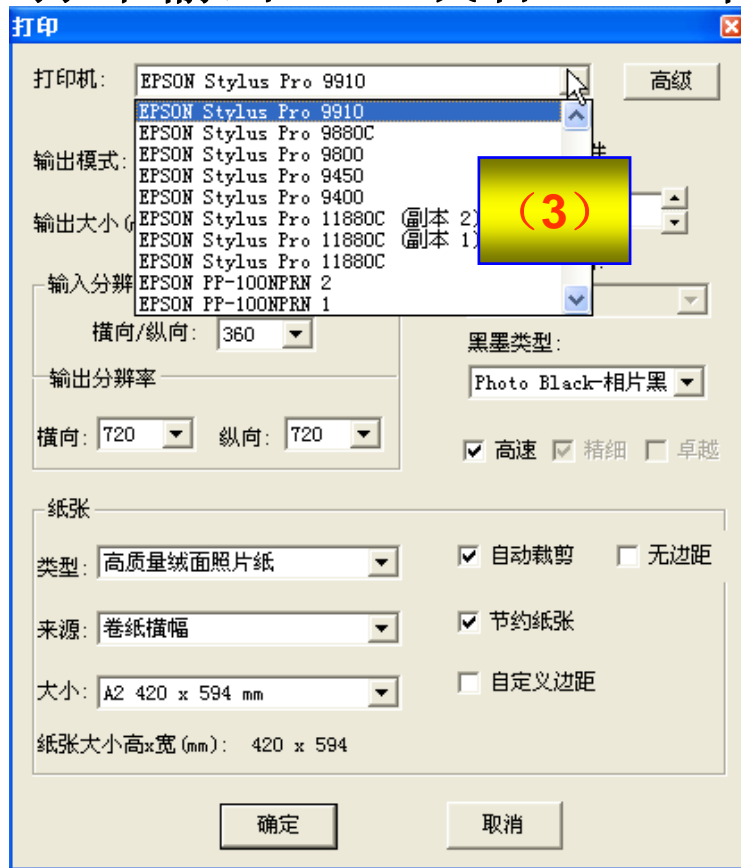 打印
打印机: EPSON Stylus Pro 9910 高级
EPSON Stylus Pro 9910
EPSON Stylus Pro 9880C
EPSON Stylus Pro 9800
EPSON Stylus Pro 9450
EPSON Stylus Pro 9400
EPSON Stylus Pro 11880C (副本 2)
EPSON Stylus Pro 11880C (副本 1)
EPSON Stylus Pro 11880C
EPSON PP-100NPRN 2
EPSON PP-100NPRN 1
输出模式:
(3)
输出大小
输入分辨
横向/纵向: 360
黑墨类型:
Photo Black-相片黑
输出分辨率
横向: 720 纵向: 720
高速 精细 卓越
纸张
类型: 高质量绒面照片纸
自动裁剪 无边距
来源: 卷纸横幅
节约纸张
大小: A2 420 x 594 mm
自定义边距
纸张大小高x宽(mm): 420 x 594
确定 取消